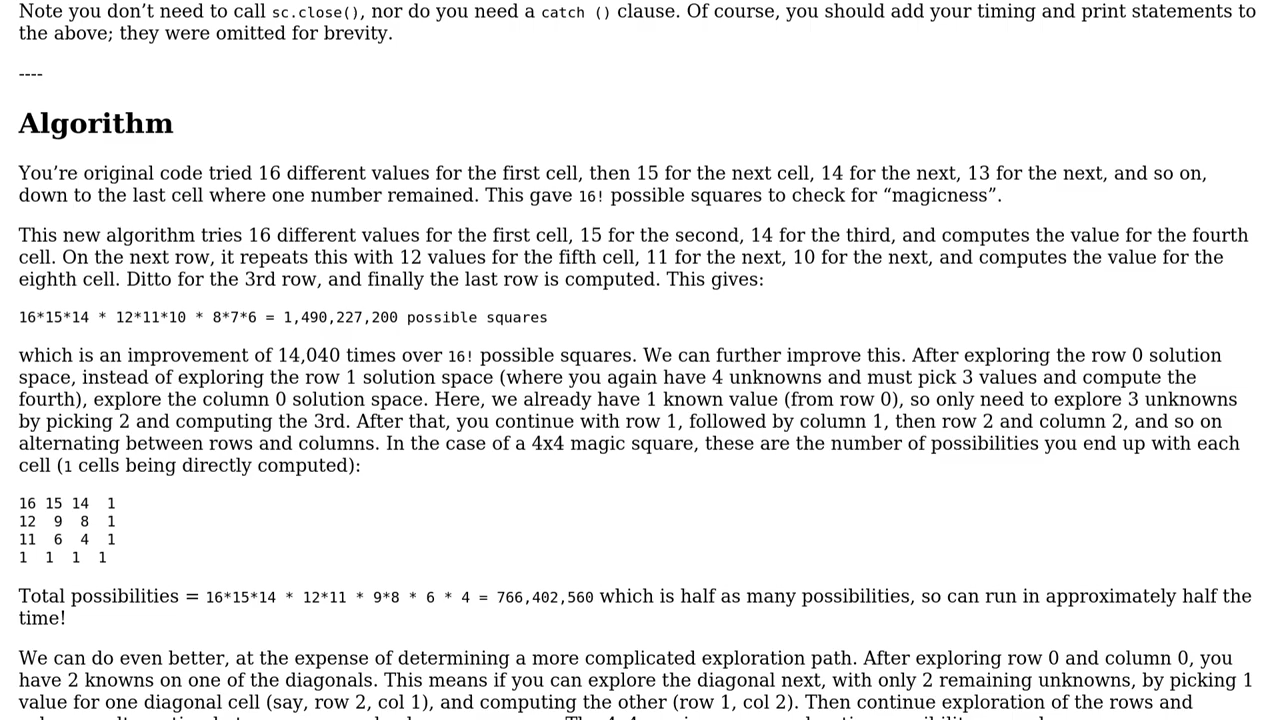 Note you don’t need to call sc.close(), nor do you need a catch () clause. Of course, you should add your timing and print statements to
the above; they were omitted for brevity.
----
Algorithm
You’re original code tried 16 different values for the first cell, then 15 for the next cell, 14 for the next, 13 for the next, and so on,
down to the last cell where one number remained. This gave 16! possible squares to check for “magicness”.
This new algorithm tries 16 different values for the first cell, 15 for the second, 14 for the third, and computes the value for the fourth
cell. On the next row, it repeats this with 12 values for the fifth cell, 11 for the next, 10 for the next, and computes the value for the
eighth cell. Ditto for the 3rd row, and finally the last row is computed. This gives:
16*15*14 * 12*11*10 * 8*7*6 = 1,490,227,200 possible squares
which is an improvement of 14,040 times over 16! possible squares. We can further improve this. After exploring the row 0 solution
space, instead of exploring the row 1 solution space (where you again have 4 unknowns and must pick 3 values and compute the
fourth), explore the column 0 solution space. Here, we already have 1 known value (from row 0), so only need to explore 3 unknowns
by picking 2 and computing the 3rd. After that, you continue with row 1, followed by column 1, then row 2 and column 2, and so on
alternating between rows and columns. In the case of a 4x4 magic square, these are the number of possibilities you end up with each
cell (1 cells being directly computed):
16 15 14  1
12  9  8  1
11  6  4  1
1  1  1  1
Total possibilities = 16*15*14 * 12*11 * 9*8 * 6 * 4 = 766,402,560 which is half as many possibilities, so can run in approximately half the
time!
We can do even better, at the expense of determining a more complicated exploration path. After exploring row 0 and column 0, you
have 2 knowns on one of the diagonals. This means if you can explore the diagonal next, with only 2 remaining unknowns, by picking 1
value for one diagonal cell (say, row 2, col 1), and computing the other (row 1, col 2). Then continue exploration of the rows and